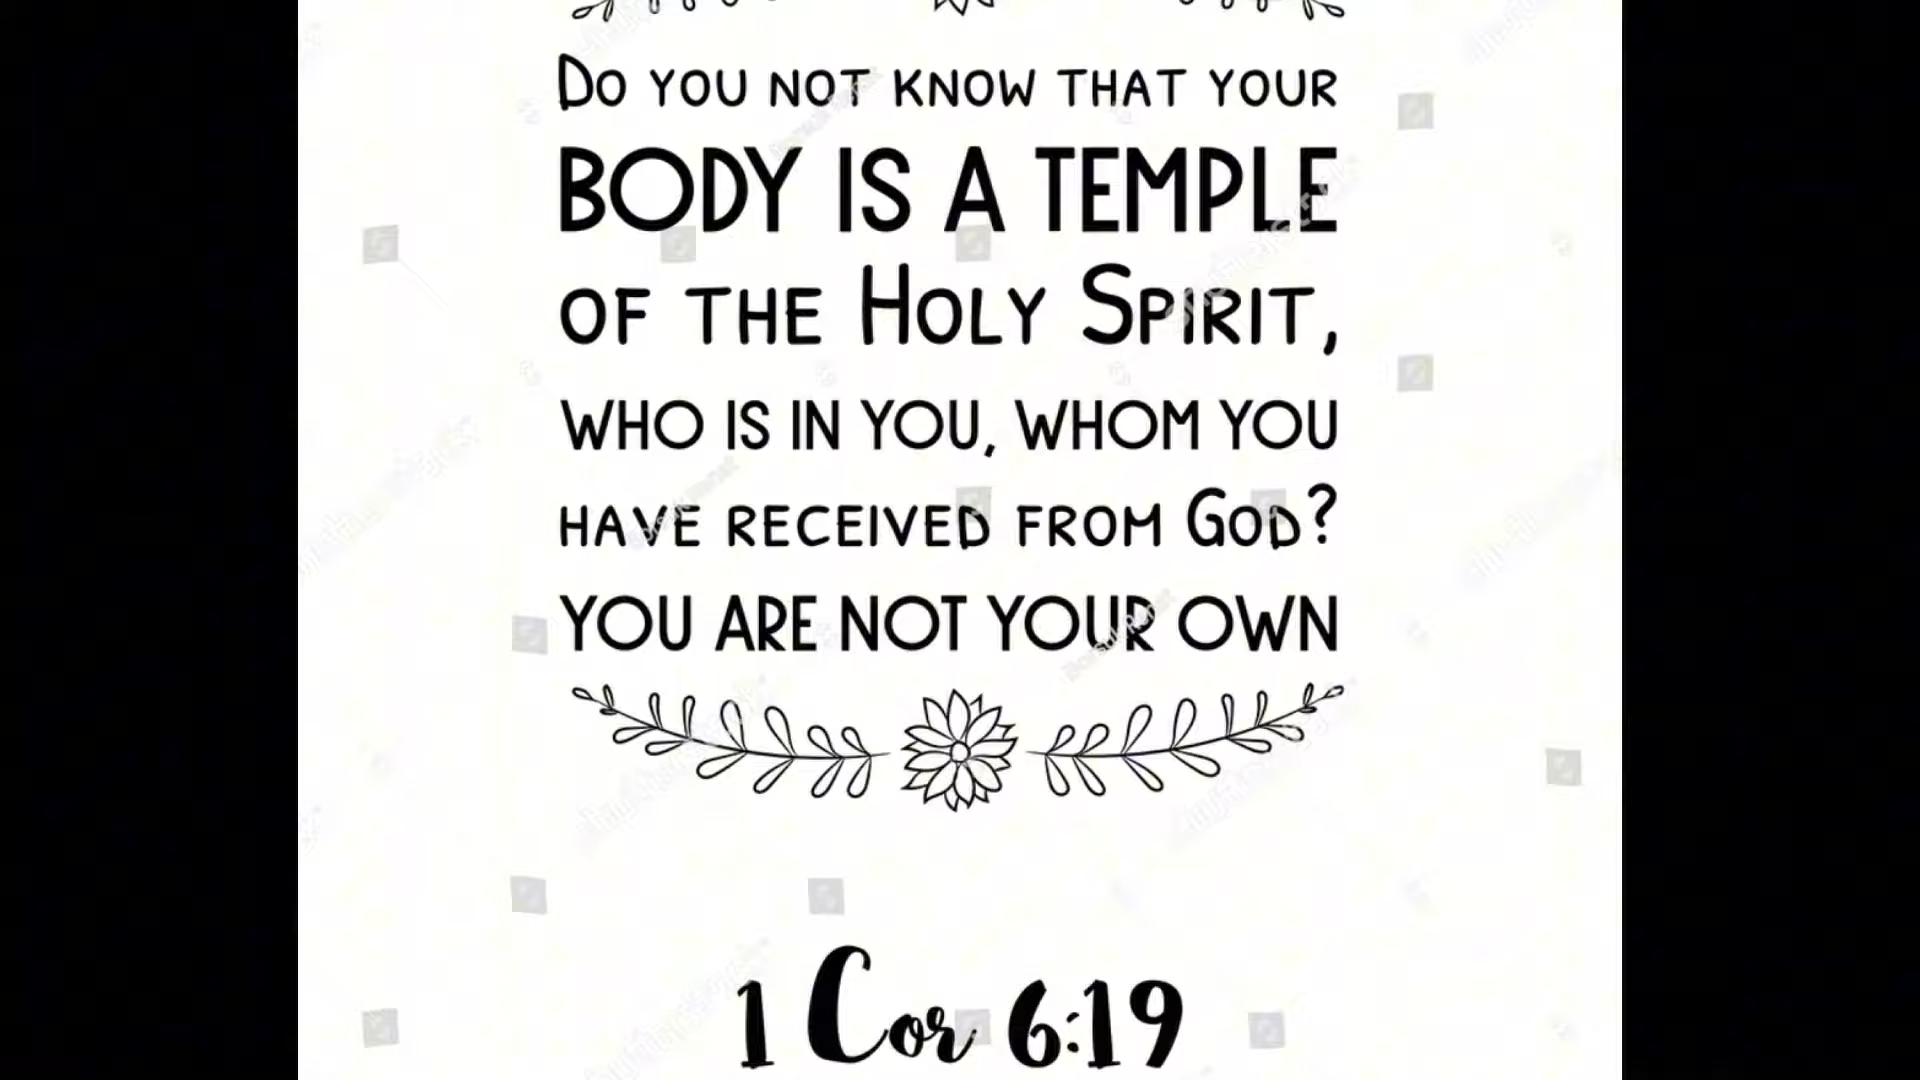 Do you not know that your
BODY IS A TEMPLE
of the Holy Spirit,
WHO IS IN YOU, WHOM YOU
have received from God?
YOU ARE NOT YOUR OWN
1 Cor 6:19